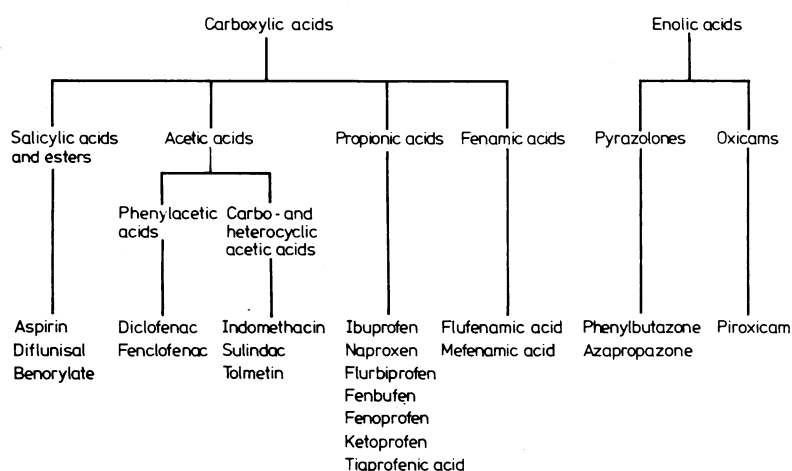 Carboxylic acids
Enolic acids
Salicylic acids
and esters
Acetic acids
Propionic acids
Fenamic acids
Pyrazolones
Oxicams
Phenylacetic
acids
Carbo - and
heterocyclic
acetic acids
Aspirin
Diflunisal
Benorylate
Diclofenac
Fenclofenac
Indomethacin
Sulindac
Tolmetin
Ibuprofen
Naproxen
Flurbiprofen
Fenbufen
Fenoprofen
Ketoprofen
Tiaprofenic acid
Flufenamic acid
Mefenamic acid
Phenylbutazone
Azapropazone
Piroxicam